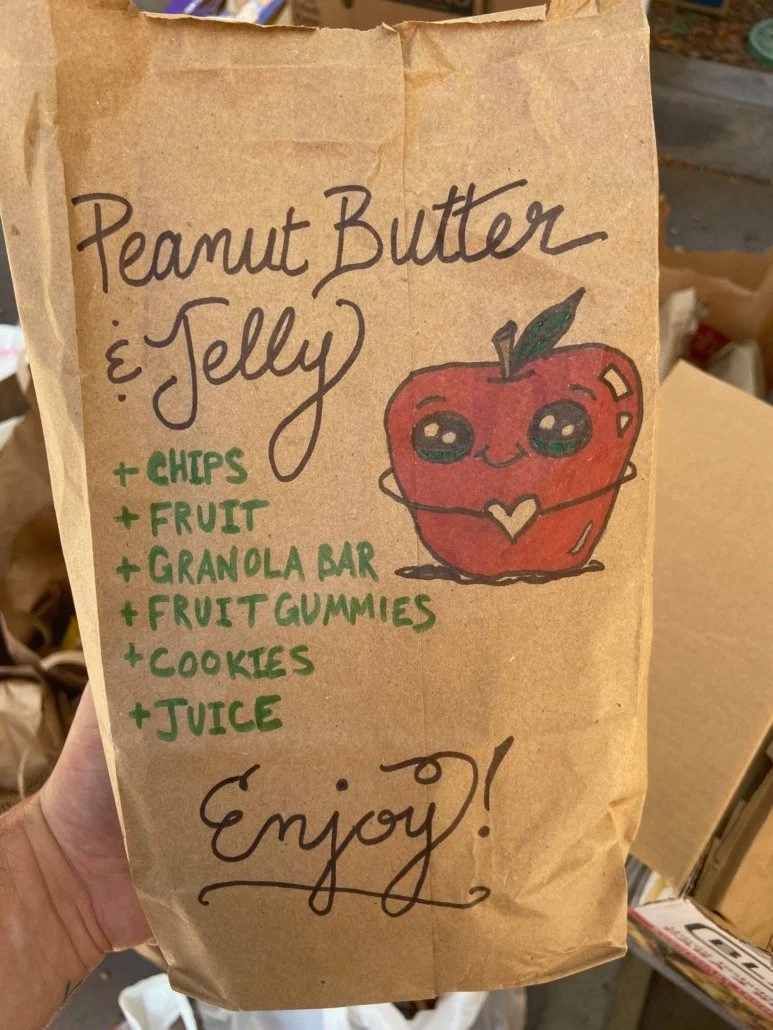 Peanut Butter
& Jelly
+ CHIPS
+ FRUIT
+ GRANOLA BAR
+ FRUIT GUMMIES
+ COOKIES
+ JUICE
Enjoy!